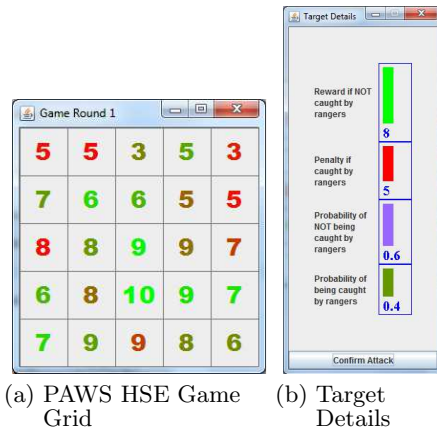 Game Round 1
5 5 3 5 3
7 6 6 5 5
8 8 9 9 7
6 8 10 9 7
7 9 9 8 6
(a) PAWS HSE Game
Grid
Target Details
Reward if NOT
caught by
rangers
8
Penalty if
caught by
rangers
5
Probability of
NOT being
caught by
rangers
0.6
Probability of
being caught
by rangers
0.4
Confirm Attack
(b) Target
Details